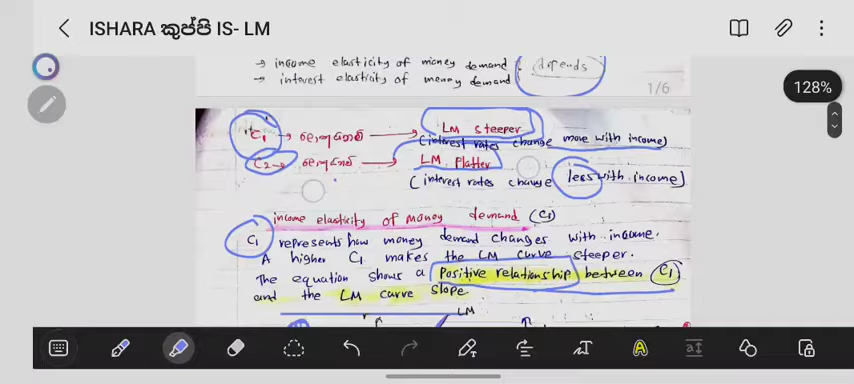 ISHARA කුප්පි IS- LM
→ income elasticity of money demand
→ interest elasticity of money demand
depends
1/6
128%
C₁ → LM steeper
(interest rates change more with income)
C₂ → LM flatter
(interest rates change less with income)
income elasticity of money demand (C₁)
C₁ represents how money demand changes with income.
A higher C₁ makes the LM curve steeper.
The equation shows a positive relationship between C₁
and the LM curve slope
LM